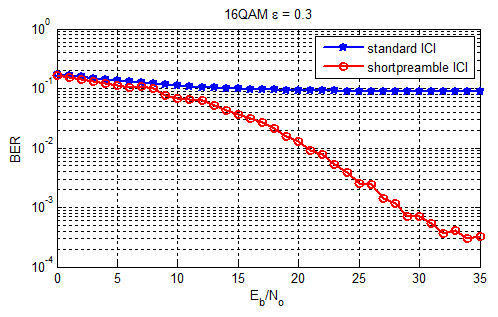 16QAM ε = 0.3
10^0
10^-1
10^-2
10^-3
10^-4
BER
standard ICI
shortpreamble ICI
0 5 10 15 20 25 30 35
E_b/N_o